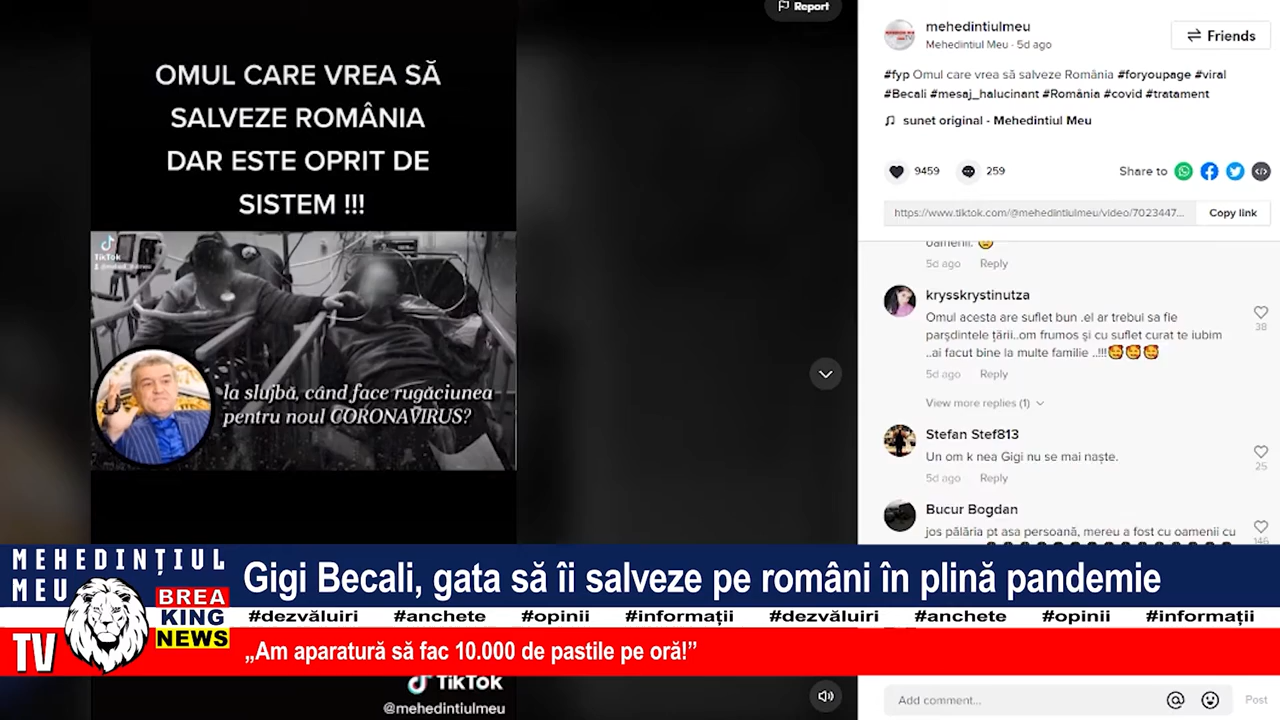 Report
OMUL CARE VREA SĂ
SALVEZE ROMÂNIA
DAR ESTE OPRIT DE
SISTEM !!!
TikTok
la slujbă, când face rugăciunea
pentru noul CORONAVIRUS?
mehedintiulmeu
Mehedintiul Meu · 5d ago
Friends
#fyp Omul care vrea să salveze România #foryoupage #viral
#Becali #mesaj_halucinant #România #covid #tratament
sunet original - Mehedintiul Meu
9459
259
Share to
https://www.tiktok.com/@mehedintiulmeu/video/7023447...
Copy link
oamenii.
5d ago Reply
krysskrystinutza
Omul acesta are suflet bun .el ar trebui sa fie
parşdintele ţării..om frumos şi cu suflet curat te iubim
..ai facut bine la multe familie ..!!!🥰🥰🥰
38
5d ago Reply
View more replies (1)
Stefan Stef813
Un om k nea Gigi nu se mai naște.
25
5d ago Reply
Bucur Bogdan
jos pălăria pt asa persoană, mereu a fost cu oamenii cu
146
MEHEDINȚIUL
MEU
TV
BREA
KING
NEWS
Gigi Becali, gata să îi salveze pe români în plină pandemie
#dezvăluiri #anchete #opinii #informații #dezvăluiri #anchete #opinii #informații
„Am aparatură să fac 10.000 de pastile pe oră!”
TikTok
@mehedintiulmeu
Add comment...
Post